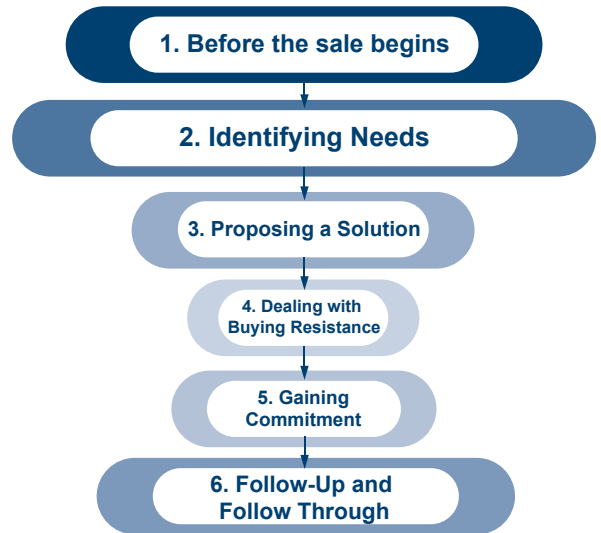 1. Before the sale begins
2. Identifying Needs
3. Proposing a Solution
4. Dealing with
Buying Resistance
5. Gaining
Commitment
6. Follow-Up and
Follow Through